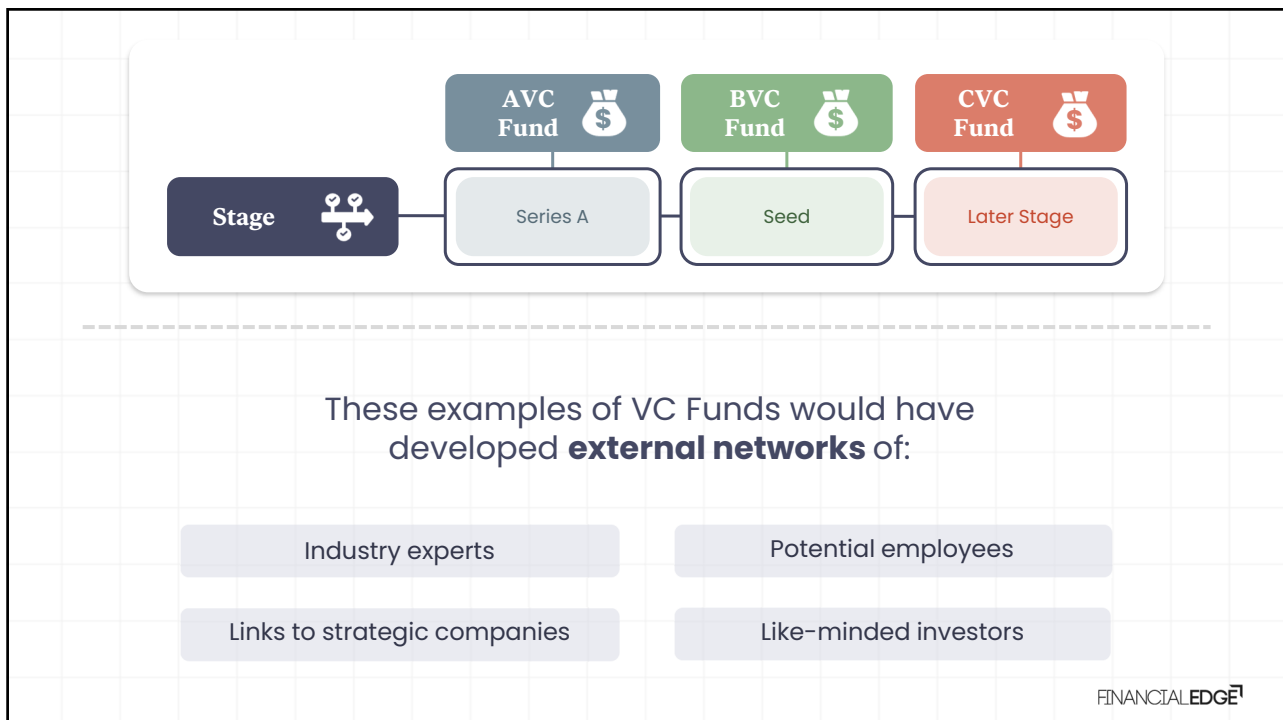 AVC
Fund
$
BVC
Fund
$
CVC
Fund
$
Stage
Series A
Seed
Later Stage
These examples of VC Funds would have
developed external networks of:
Industry experts
Potential employees
Links to strategic companies
Like-minded investors
FINANCIALEDGE